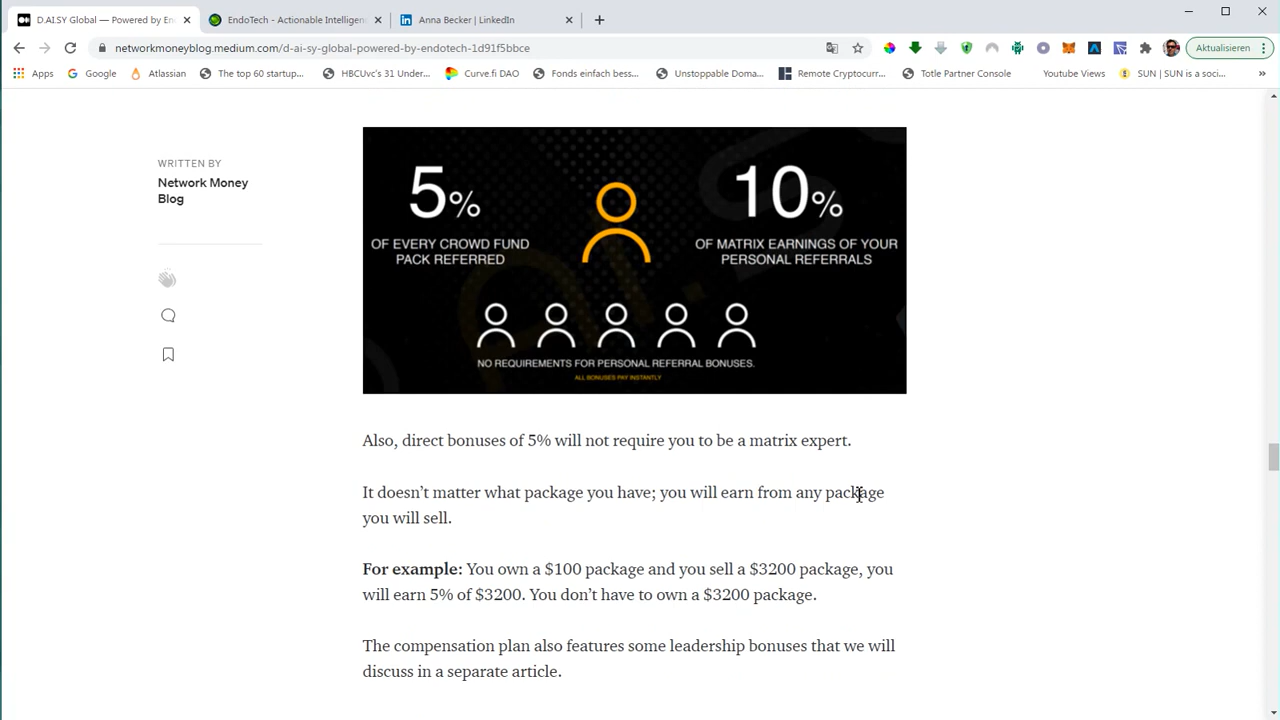 D.AI.SY Global — Powered by E
EndoTech - Actionable Intelligen
Anna Becker | LinkedIn
networkmoneyblog.medium.com/d-ai-sy-global-powered-by-endotech-1d91f5bbce
Aktualisieren
Apps
Google
Atlassian
The top 60 startup...
HBCUvc's 31 Under...
Curve.fi DAO
Fonds einfach bess...
Unstoppable Doma...
Remote Cryptocurr...
Totle Partner Console
Youtube Views
SUN | SUN is a soci...
WRITTEN BY
Network Money
Blog
5%
OF EVERY CROWD FUND
PACK REFERRED
10%
OF MATRIX EARNINGS OF YOUR
PERSONAL REFERRALS
NO REQUIREMENTS FOR PERSONAL REFERRAL BONUSES.
ALL BONUSES PAY INSTANTLY
Also, direct bonuses of 5% will not require you to be a matrix expert.
It doesn't matter what package you have; you will earn from any package
you will sell.
For example: You own a $100 package and you sell a $3200 package, you
will earn 5% of $3200. You don't have to own a $3200 package.
The compensation plan also features some leadership bonuses that we will
discuss in a separate article.